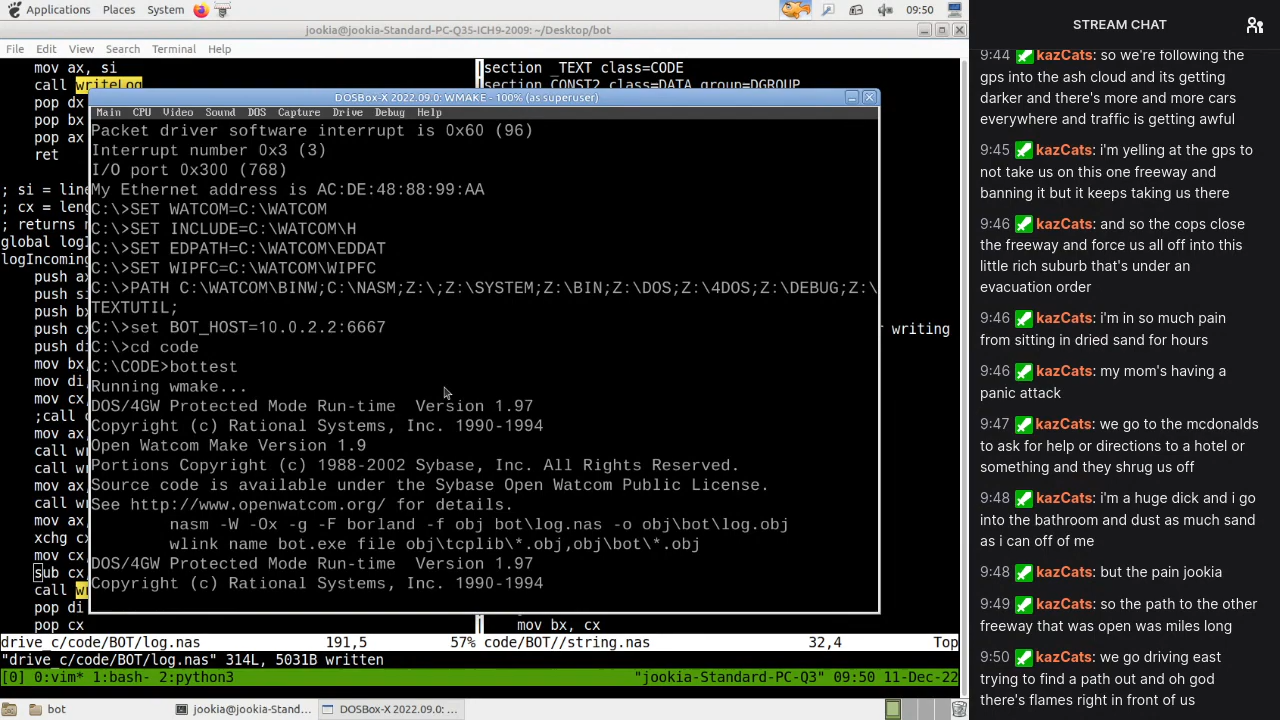 Applications Places System 09:50
jookia@jookia-Standard-PC-Q35-ICH9-2009: ~/Desktop/bot
File Edit View Search Terminal Help
mov ax, si
call writeLog
pop dx
pop bx
pop ax
ret
; si = line
; cx = leng
; returns n
global logI
logIncoming
push ax
push si
push bx
push cx
push di
mov bx,
mov di,
mov cx,
;call c
mov ax,
call wr
call wr
mov ax,
call wr
mov ax,
xchg cx
mov cx,
sub cx,
call wr
pop di
pop cx
section _TEXT class=CODE
section CONST2 class=DATA group=DGROUP
r writing
mov bx, cx
DOSBox-X 2022.09.0: WMAKE - 100% (as superuser)
Main CPU Video Sound DOS Capture Drive Debug Help
Packet driver software interrupt is 0x60 (96)
Interrupt number 0x3 (3)
I/O port 0x300 (768)
My Ethernet address is AC:DE:48:88:99:AA
C:\>SET WATCOM=C:\WATCOM
C:\>SET INCLUDE=C:\WATCOM\H
C:\>SET EDPATH=C:\WATCOM\EDDAT
C:\>SET WIPFC=C:\WATCOM\WIPFC
C:\>PATH C:\WATCOM\BINW;C:\NASM;Z:\;Z:\SYSTEM;Z:\BIN;Z:\DOS;Z:\4DOS;Z:\DEBUG;Z:\
TEXTUTIL;
C:\>set BOT_HOST=10.0.2.2:6667
C:\>cd code
C:\CODE>bottest
Running wmake...
DOS/4GW Protected Mode Run-time Version 1.97
Copyright (c) Rational Systems, Inc. 1990-1994
Open Watcom Make Version 1.9
Portions Copyright (c) 1988-2002 Sybase, Inc. All Rights Reserved.
Source code is available under the Sybase Open Watcom Public License.
See http://www.openwatcom.org/ for details.
nasm -W -Ox -g -F borland -f obj bot\log.nas -o obj\bot\log.obj
wlink name bot.exe file obj\tcplib\*.obj,obj\bot\*.obj
DOS/4GW Protected Mode Run-time Version 1.97
Copyright (c) Rational Systems, Inc. 1990-1994
drive_c/code/BOT/log.nas 191,5 57% code/BOT//string.nas 32,4 Top
"drive_c/code/BOT/log.nas" 314L, 5031B written
[0] 0:vim* 1:bash- 2:python3 "jookia-Standard-PC-Q3" 09:50 11-Dec-22
bot jookia@jookia-Standa... DOSBox-X 2022.09.0: ...
STREAM CHAT
9:44 kazCats: so we're following the
gps into the ash cloud and its getting
darker and there's more and more cars
everywhere and traffic is getting awful
9:45 kazCats: i'm yelling at the gps to
not take us on this one freeway and
banning it but it keeps taking us there
9:46 kazCats: and so the cops close
the freeway and force us all off into this
little rich suburb that's under an
evacuation order
9:46 kazCats: i'm in so much pain
from sitting in dried sand for hours
9:46 kazCats: my mom's having a
panic attack
9:47 kazCats: we go to the mcdonalds
to ask for help or directions to a hotel or
something and they shrug us off
9:48 kazCats: i'm a huge dick and i go
into the bathroom and dust as much sand
as i can off of me
9:48 kazCats: but the pain jookia
9:49 kazCats: so the path to the other
freeway that was open was miles long
9:50 kazCats: we go driving east
trying to find a path out and oh god
there's flames right in front of us